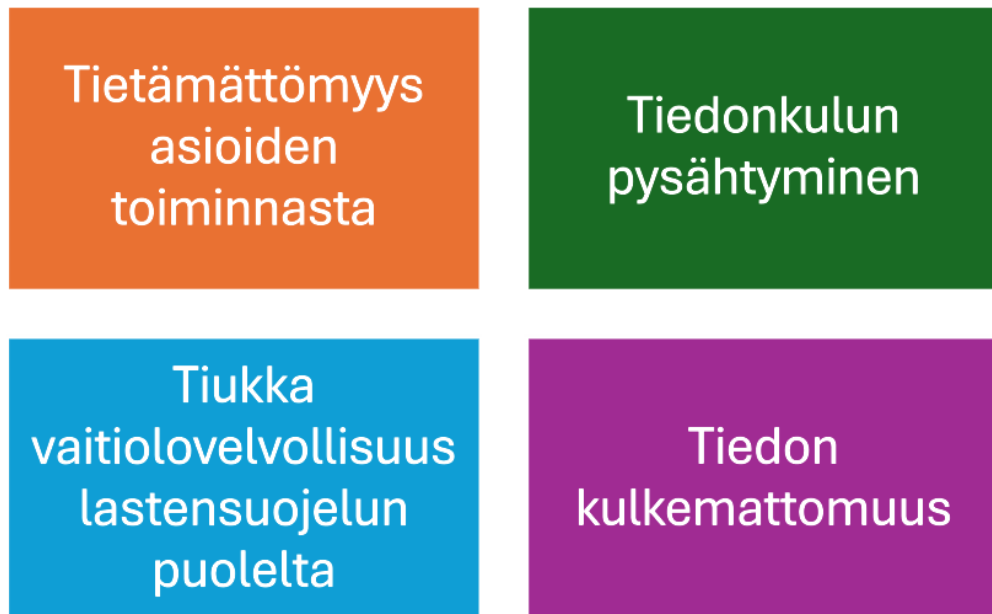 Tietämättömyys
asioiden
toiminnasta
Tiedonkulun
pysähtyminen
Tiukka
vaitiolovelvollisuus
lastensuojelun
puolelta
Tiedon
kulkemattomuus